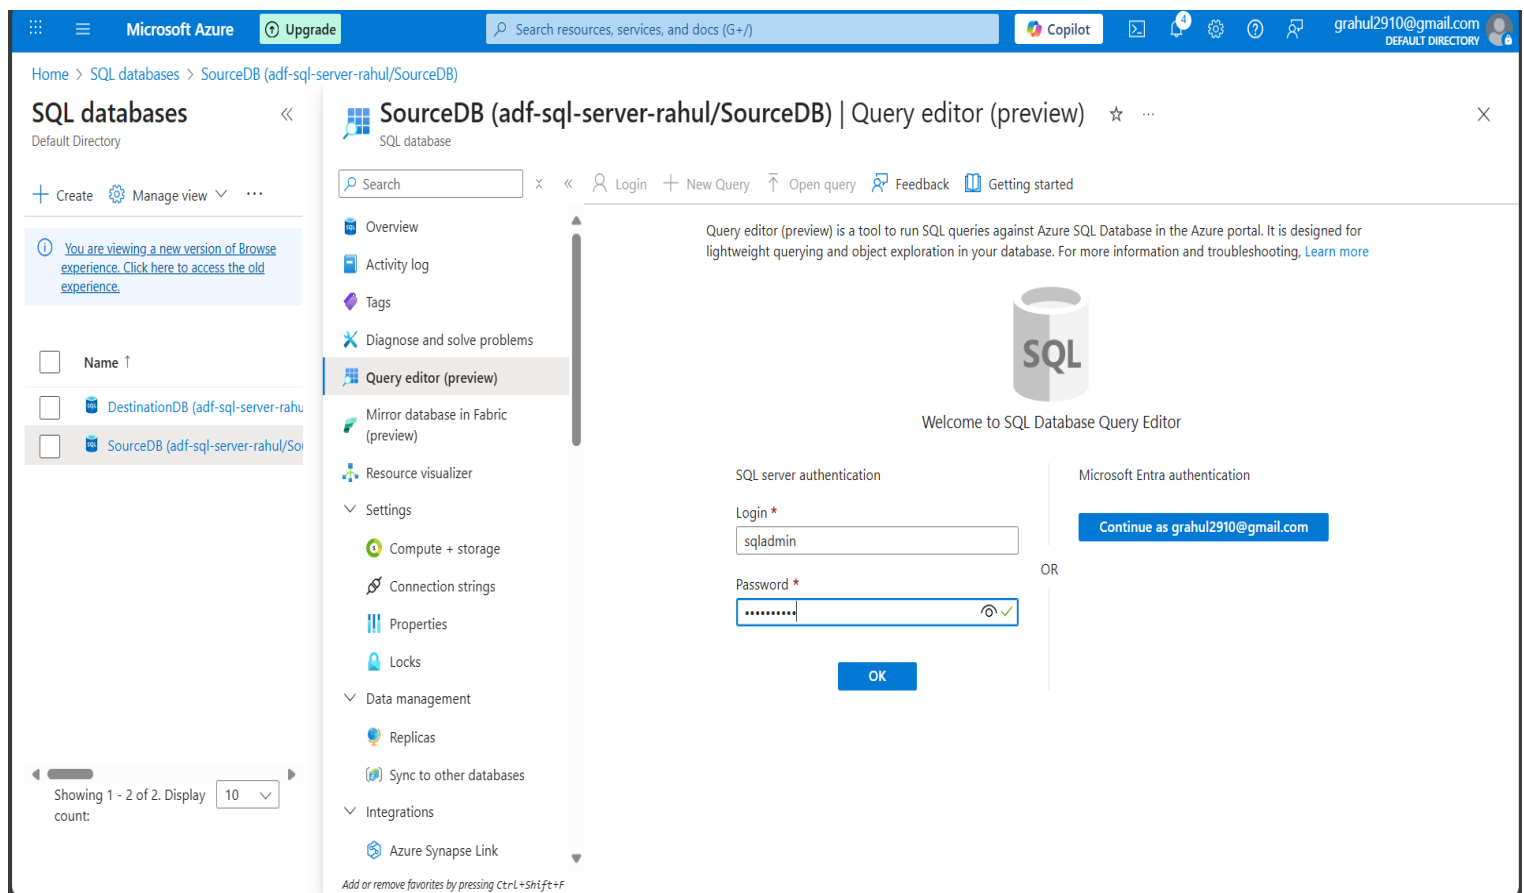 Microsoft Azure
Upgrade
Search resources, services, and docs (G+/)
Copilot
4
grahul2910@gmail.com
DEFAULT DIRECTORY
Home > SQL databases > SourceDB (adf-sql-server-rahul/SourceDB)
SQL databases
Default Directory
Create
Manage view
You are viewing a new version of Browse
experience. Click here to access the old
experience.
Name ↑
DestinationDB (adf-sql-server-rahu
SourceDB (adf-sql-server-rahul/Sou
Showing 1 - 2 of 2. Display
count:
10
SourceDB (adf-sql-server-rahul/SourceDB) | Query editor (preview)
SQL database
Search
Overview
Activity log
Tags
Diagnose and solve problems
Query editor (preview)
Mirror database in Fabric
(preview)
Resource visualizer
Settings
Compute + storage
Connection strings
Properties
Locks
Data management
Replicas
Sync to other databases
Integrations
Azure Synapse Link
Add or remove favorites by pressing Ctrl+Shift+F
Login
New Query
Open query
Feedback
Getting started
Query editor (preview) is a tool to run SQL queries against Azure SQL Database in the Azure portal. It is designed for
lightweight querying and object exploration in your database. For more information and troubleshooting, Learn more
SQL
Welcome to SQL Database Query Editor
SQL server authentication
Login *
sqladmin
Password *
••••••••••
OK
OR
Microsoft Entra authentication
Continue as grahul2910@gmail.com